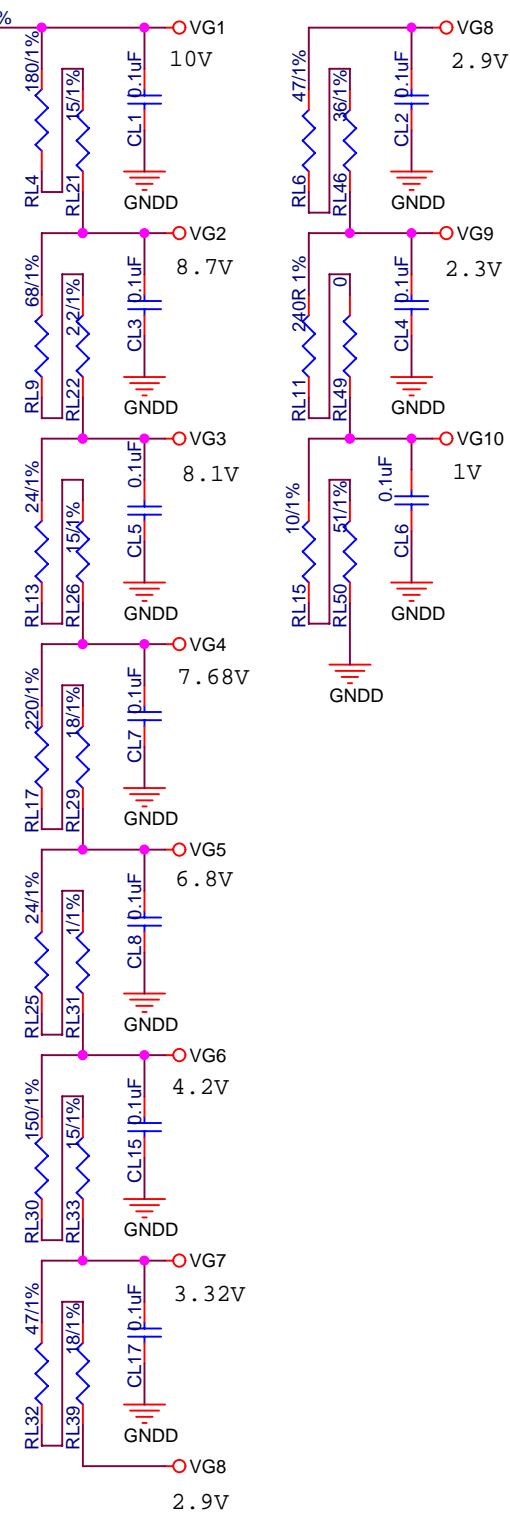 %
VG1
10V
180/1%
RL4
15/1%
RL21
0.1uF
CL1
GNDD
VG2
8.7V
68/1%
RL9
2.2/1%
RL22
0.1uF
CL3
GNDD
VG3
8.1V
24/1%
RL13
15/1%
RL26
0.1uF
CL5
GNDD
VG4
7.68V
220/1%
RL17
18/1%
RL29
0.1uF
CL7
GNDD
VG5
6.8V
24/1%
RL25
1/1%
RL31
0.1uF
CL8
GNDD
VG6
4.2V
150/1%
RL30
15/1%
RL33
0.1uF
CL15
GNDD
VG7
3.32V
47/1%
RL32
18/1%
RL39
0.1uF
CL17
GNDD
VG8
2.9V
VG8
2.9V
47/1%
RL6
36/1%
RL46
0.1uF
CL2
GNDD
VG9
2.3V
240R 1%
RL11
0
RL49
0.1uF
CL4
GNDD
VG10
1V
10/1%
RL15
51/1%
RL50
0.1uF
CL6
GNDD
GNDD